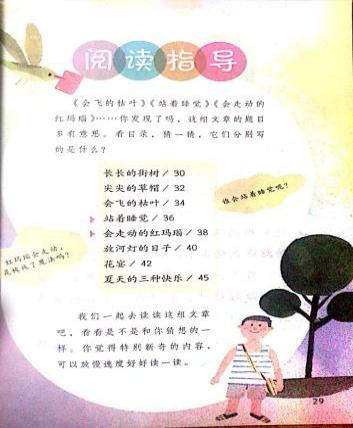 阅读指导
《会飞的枯叶》《站着睡觉》《会走动的
红玛瑙》……你发现了吗，这组文章的题目
多有意思。看目录，猜一猜，它们分别写
的是什么？
长长的街树 / 30
尖尖的草帽 / 32
会飞的枯叶 / 34
站着睡觉 / 36
会走动的红玛瑙 / 38
放河灯的日子 / 40
花宴 / 42
夏天的三种快乐 / 45
谁会站着睡觉呢？
红玛瑙会走动，
是被施了魔法吗？
我们一起去读读这组文章
吧，看看是不是和你猜想的一
样。你觉得特别新奇的内容，
可以放慢速度好好读一读。
29